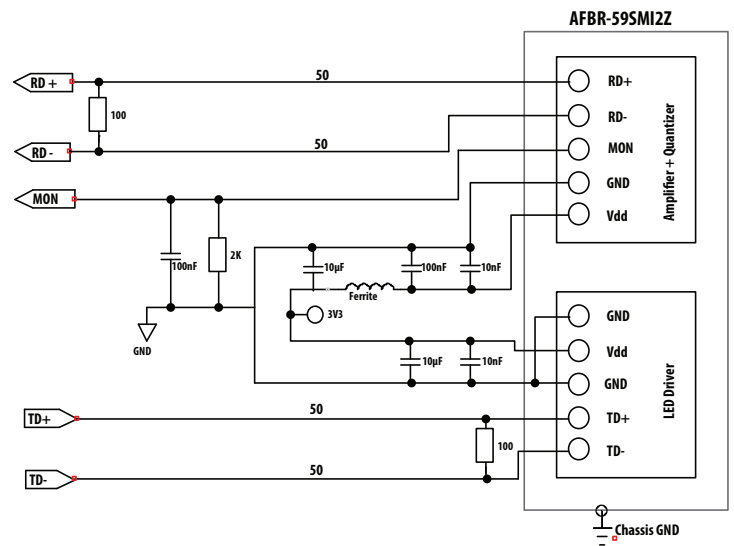 AFBR-59SMI2Z
RD +
50
RD+
100
RD-
RD -
50
MON
Amplifier + Quantizer
GND
MON
Vdd
100nF
2K
10µF
100nF
10nF
Ferrite
3V3
GND
GND
Vdd
10µF
10nF
GND
LED Driver
TD+
50
TD+
100
TD-
TD-
50
Chassis GND